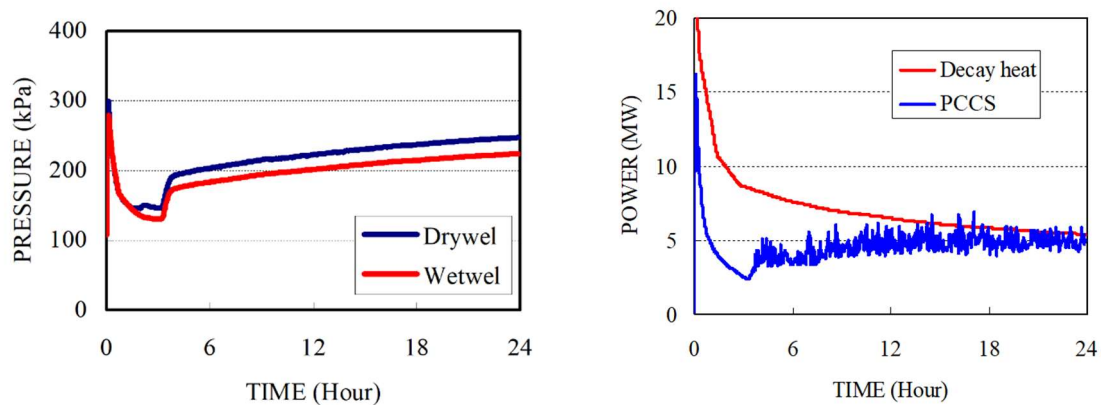 400
300
200
100
0
PRESSURE (kPa)
Drywel
Wetwel
0 6 12 18 24
TIME (Hour)
20
15
10
5
0
POWER (MW)
Decay heat
PCCS
0 6 12 18 24
TIME (Hour)